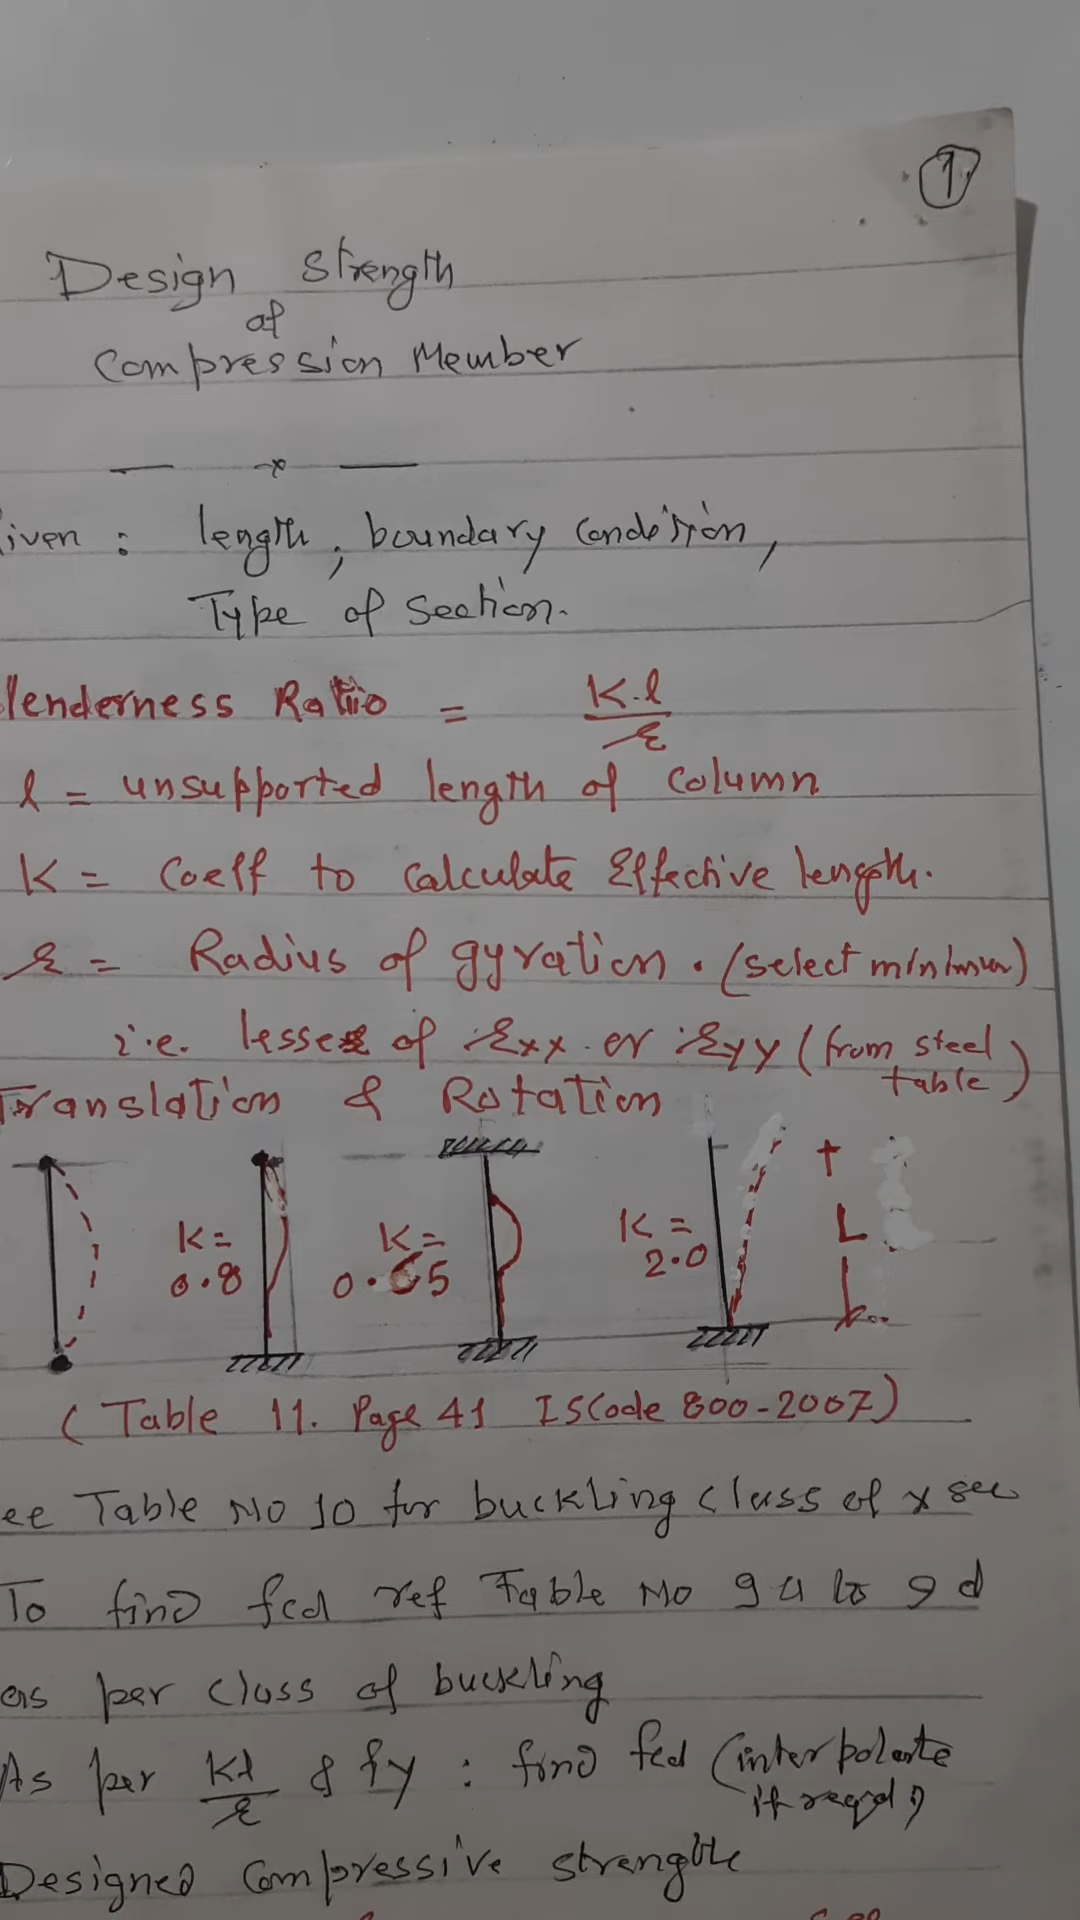 1
Design Strength
of
Compression Member
iven : length, boundary condition,
Type of Section.
lenderness Ratio = K.l / r
l = unsupported length of column
K = Coeff to calculate Effective length.
r = Radius of gyration. (select minimum)
i.e. lesser of rxx or ryy (from steel table)
Translation & Rotation
K = 0.8 K = 0.65 K = 2.0 L
(Table 11. Page 41 IS Code 800-2007)
ee Table No 10 for buckling class of x sec
To find fcd ref Table No 9a to 9d
as per class of buckling
As per Kl / r & fy : find fcd (interpolate if reqd)
Designed Compressive strength